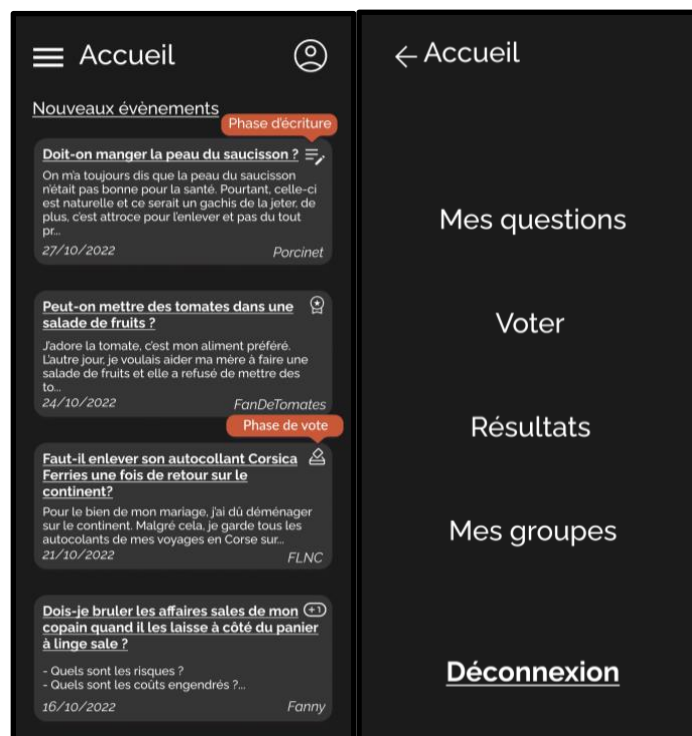 Accueil
Nouveaux évènements
Phase d'écriture
Doit-on manger la peau du saucisson ?
On m'a toujours dis que la peau du saucisson
n'était pas bonne pour la santé. Pourtant, celle-ci
est naturelle et ce serait un gachis de la jeter, de
plus, c'est attroce pour l'enlever et pas du tout
pr...
27/10/2022
Porcinet
Peut-on mettre des tomates dans une
salade de fruits ?
J'adore la tomate, c'est mon aliment préféré.
L'autre jour, je voulais aider ma mère à faire une
salade de fruits et elle a refusé de mettre des
to...
24/10/2022
FanDeTomates
Phase de vote
Faut-il enlever son autocollant Corsica
Ferries une fois de retour sur le
continent?
Pour le bien de mon mariage, j'ai dû déménager
sur le continent. Malgré cela, je garde tous les
autocolants de mes voyages en Corse sur...
21/10/2022
FLNC
Dois-je bruler les affaires sales de mon +1
copain quand il les laisse à côté du panier
à linge sale ?
- Quels sont les risques ?
- Quels sont les coûts engendrés ?...
16/10/2022
Fanny
Accueil
Mes questions
Voter
Résultats
Mes groupes
Déconnexion